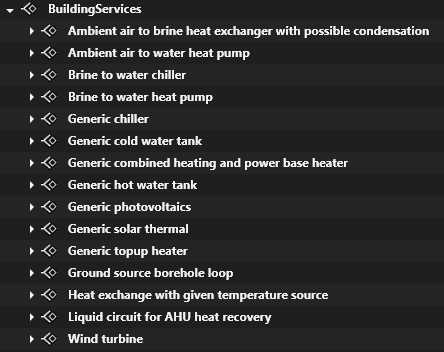 BuildingServices
Ambient air to brine heat exchanger with possible condensation
Ambient air to water heat pump
Brine to water chiller
Brine to water heat pump
Generic chiller
Generic cold water tank
Generic combined heating and power base heater
Generic hot water tank
Generic photovoltaics
Generic solar thermal
Generic topup heater
Ground source borehole loop
Heat exchange with given temperature source
Liquid circuit for AHU heat recovery
Wind turbine